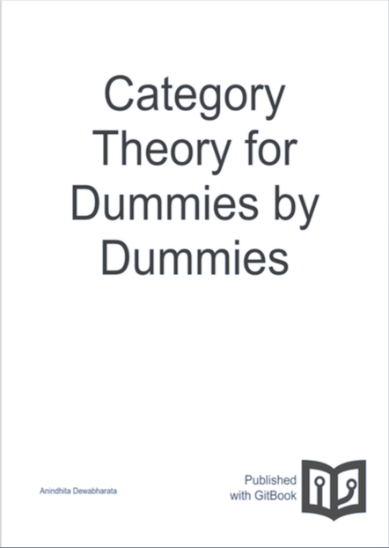 Category
Theory for
Dummies by
Dummies
Anindhita Dewabharata
Published
with GitBook